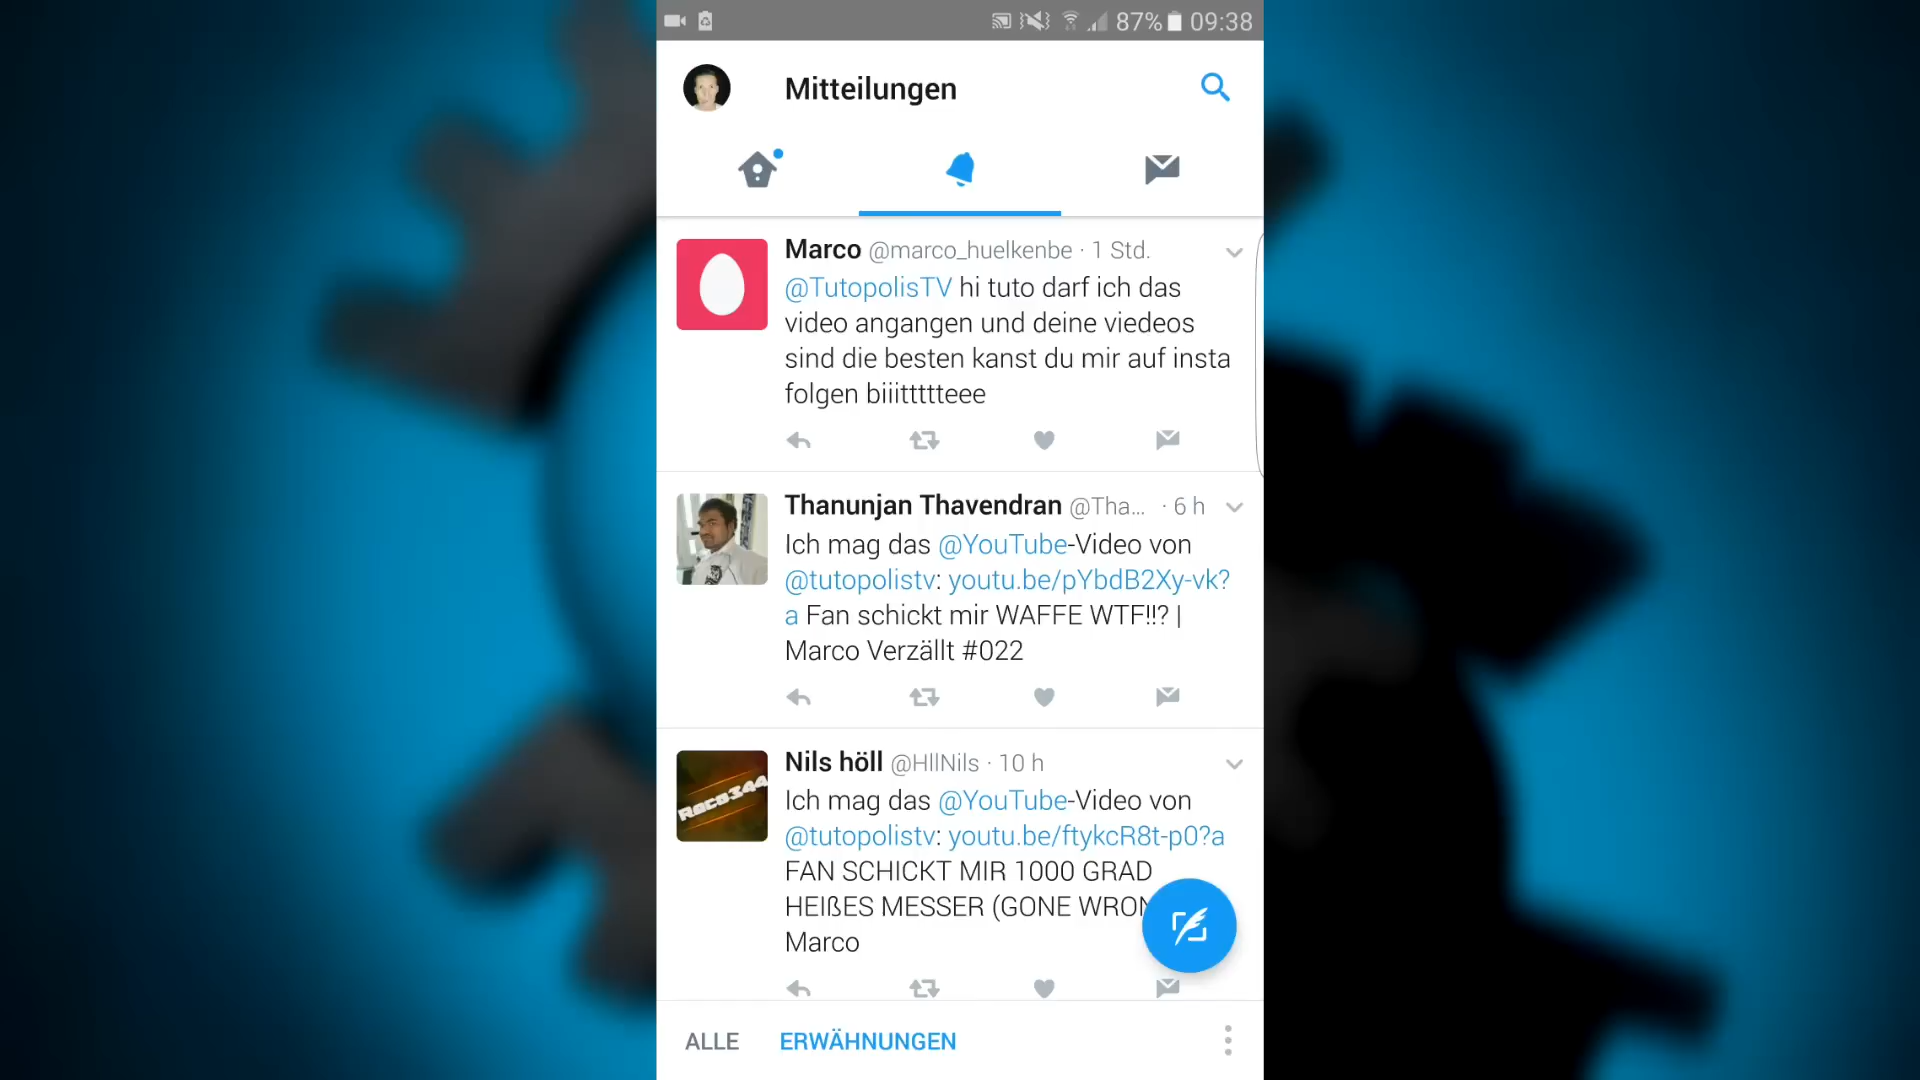 87% 09:38
Mitteilungen
Marco @marco_huelkenbe · 1 Std.
@TutopolisTV hi tuto darf ich das
video angangen und deine viedeos
sind die besten kanst du mir auf insta
folgen biiittttteee
Thanunjan Thavendran @Tha... · 6 h
Ich mag das @YouTube-Video von
@tutopolistv: youtu.be/pYbdB2Xy-vk?
a Fan schickt mir WAFFE WTF!!? |
Marco Verzällt #022
Raco344
Nils höll @HllNils · 10 h
Ich mag das @YouTube-Video von
@tutopolistv: youtu.be/ftykcR8t-p0?a
FAN SCHICKT MIR 1000 GRAD
HEIßES MESSER (GONE WRON
Marco
ALLE ERWÄHNUNGEN